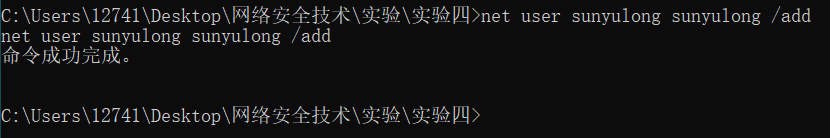 C:\Users\12741\Desktop\网络安全技术\实验\实验四>net user sunyulong sunyulong /add
net user sunyulong sunyulong /add
命令成功完成。
C:\Users\12741\Desktop\网络安全技术\实验\实验四>